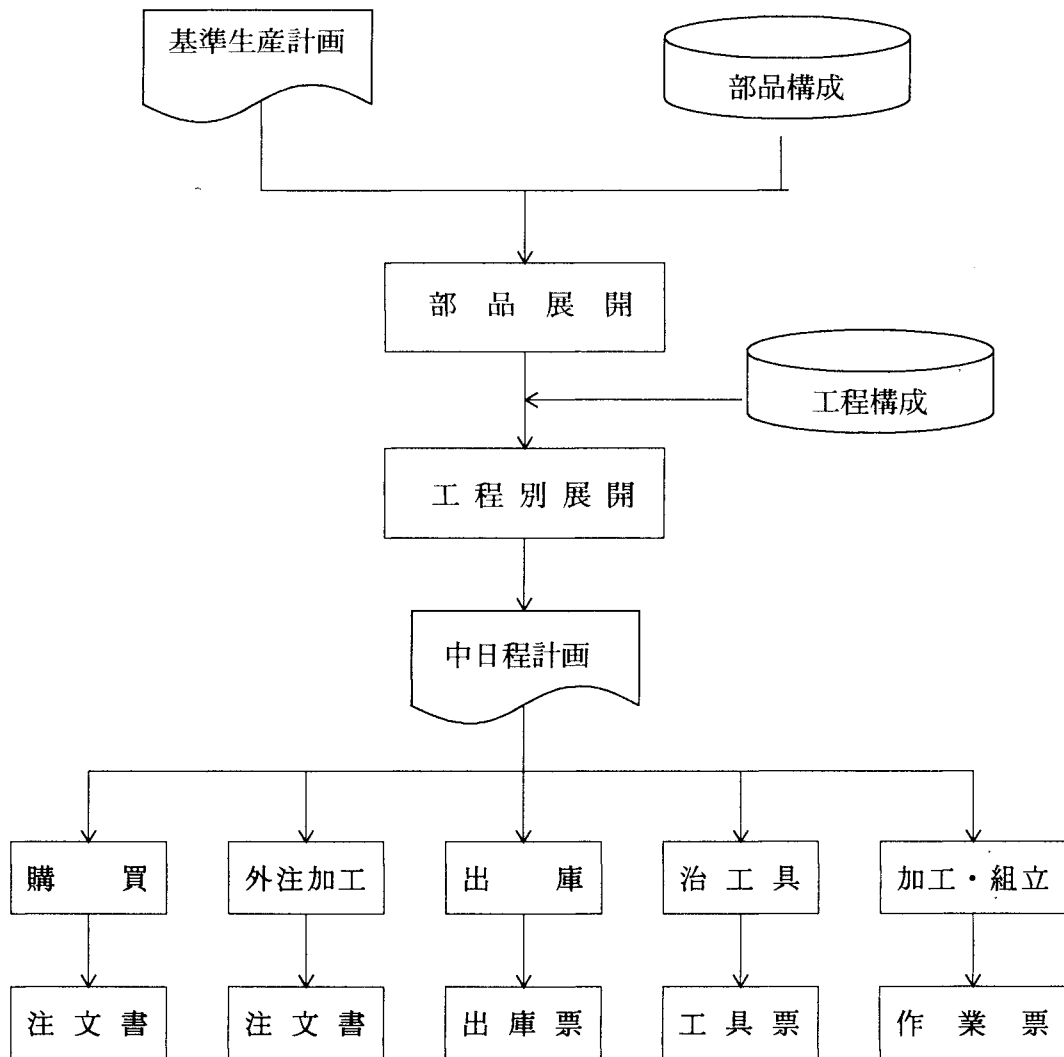 基準生産計画
部品構成
部品展開
工程構成
工程別展開
中日程計画
購買
外注加工
出庫
治工具
加工・組立
注文書
注文書
出庫票
工具票
作業票